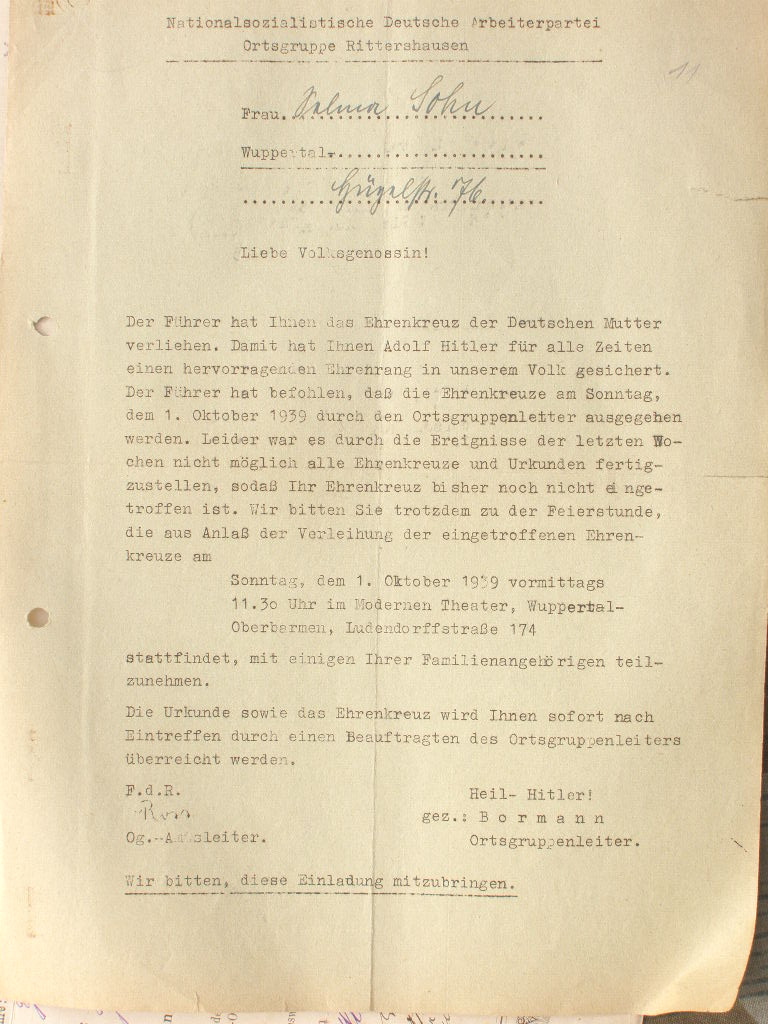 Nationalsozialistische Deutsche Arbeiterpartei
Ortsgruppe Rittershausen
11
Frau. Selma Sohn
Wuppertal-
Hügelstr. 76
Liebe Volksgenossin!
Der Führer hat Ihnen das Ehrenkreuz der Deutschen Mutter
verliehen. Damit hat Ihnen Adolf Hitler für alle Zeiten
einen hervorragenden Ehrenrang in unserem Volk gesichert.
Der Führer hat befohlen, daß die Ehrenkreuze am Sonntag,
dem 1. Oktober 1939 durch den Ortsgruppenleiter ausgegehen
werden. Leider war es durch die Ereignisse der letzten Wo-
chen nicht möglich alle Ehrenkreuze und Urkunden fertig-
zustellen, sodaß Ihr Ehrenkreuz bisher noch nicht einge-
troffen ist. Wir bitten Sie trotzdem zu der Feierstunde,
die aus Anlaß der Verleihung der eingetroffenen Ehren-
kreuze am
Sonntag, dem 1. Oktober 1939 vormittags
11.30 Uhr im Modernen Theater, Wuppertal-
Oberbarmen, Ludendorffstraße 174
stattfindet, mit einigen Ihrer Familienangehörigen teil-
zunehmen.
Die Urkunde sowie das Ehrenkreuz wird Ihnen sofort nach
Eintreffen durch einen Beauftragten des Ortsgruppenleiters
überreicht werden.
F.d.R.
Og.-Amtsleiter.
Heil- Hitler!
gez.: B o r m a n n
Ortsgruppenleiter.
Wir bitten, diese Einladung mitzubringen.